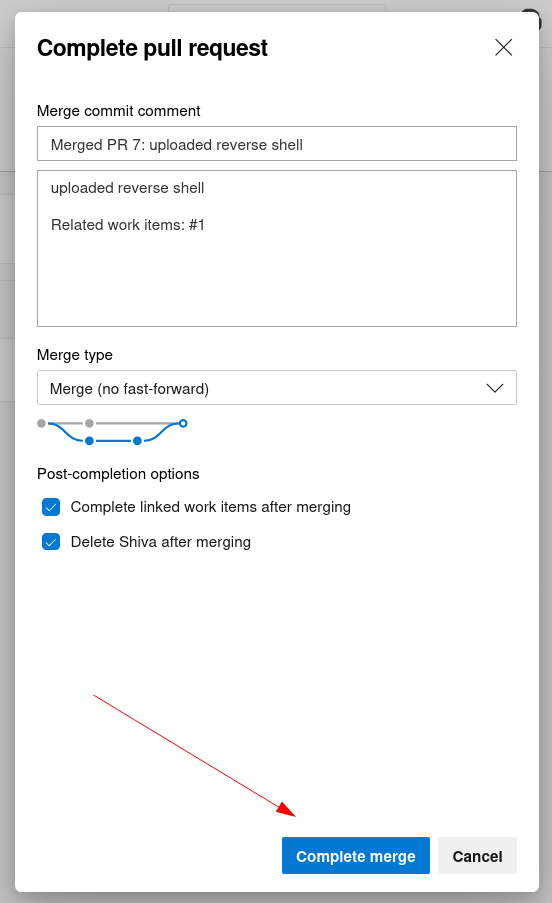 Complete pull request
Merge commit comment
Merged PR 7: uploaded reverse shell
uploaded reverse shell
Related work items: #1
Merge type
Merge (no fast-forward)
Post-completion options
Complete linked work items after merging
Delete Shiva after merging
Complete merge
Cancel